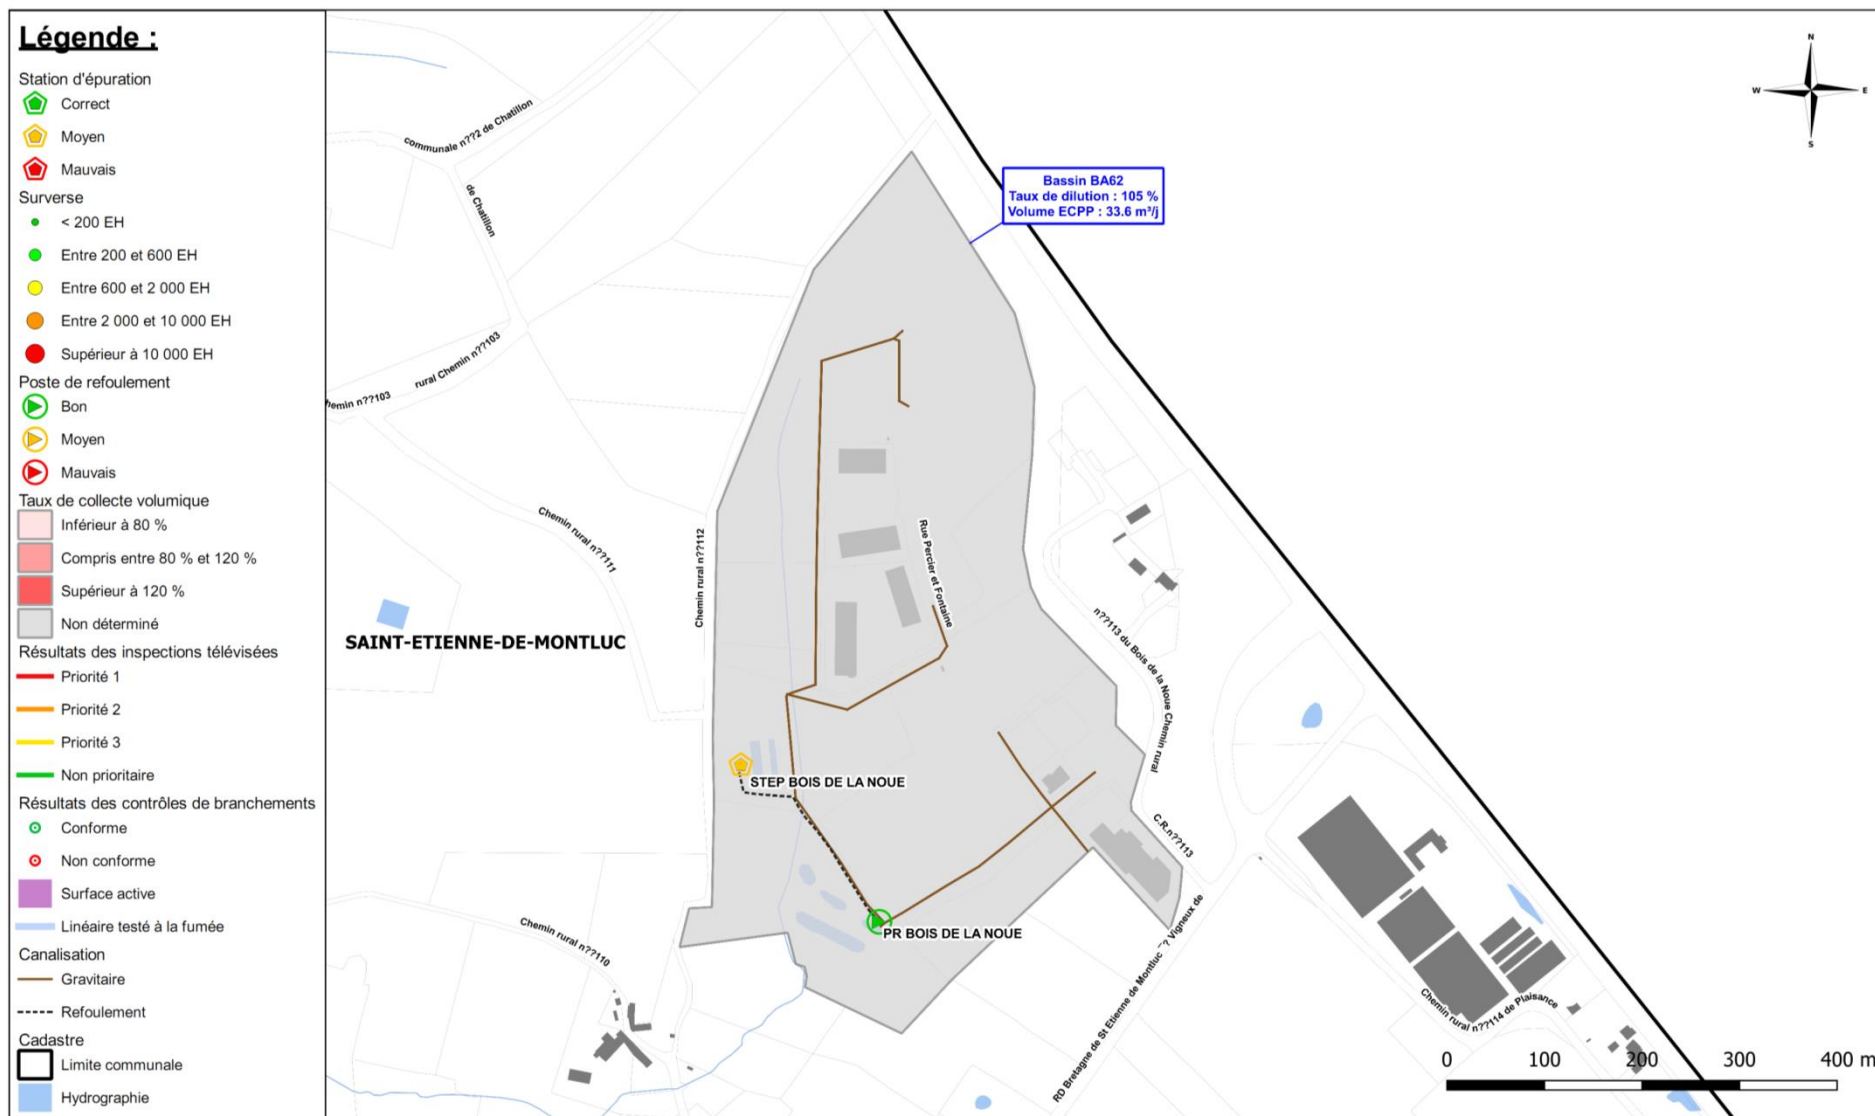 Légende :
Station d'épuration
Correct
Moyen
Mauvais
Surverse
< 200 EH
Entre 200 et 600 EH
Entre 600 et 2 000 EH
Entre 2 000 et 10 000 EH
Supérieur à 10 000 EH
Poste de refoulement
Bon
Moyen
Mauvais
Taux de collecte volumique
Inférieur à 80 %
Compris entre 80 % et 120 %
Supérieur à 120 %
Non déterminé
Résultats des inspections télévisées
Priorité 1
Priorité 2
Priorité 3
Non prioritaire
Résultats des contrôles de branchements
Conforme
Non conforme
Surface active
Linéaire testé à la fumée
Canalisation
Gravitaire
Refoulement
Cadastre
Limite communale
Hydrographie
communale n??2 de Chatillon
de Chatillon
rural Chemin n??103
hemin n??103
Chemin rural n??111
Chemin rural n??112
SAINT-ETIENNE-DE-MONTLUC
Bassin BA62
Taux de dilution : 105 %
Volume ECPP : 33.6 m³/j
N
W
E
S
Rue Percier et Fontaine
n??113 du Bois de la Noue Chemin rural
C.R.n??113
STEP BOIS DE LA NOUE
PR BOIS DE LA NOUE
Chemin rural n??110
RD Bretagne de St Etienne de Montluc ?? Vigneux de
Chemin rural n??114 de Plaisance
0 100 200 300 400 m